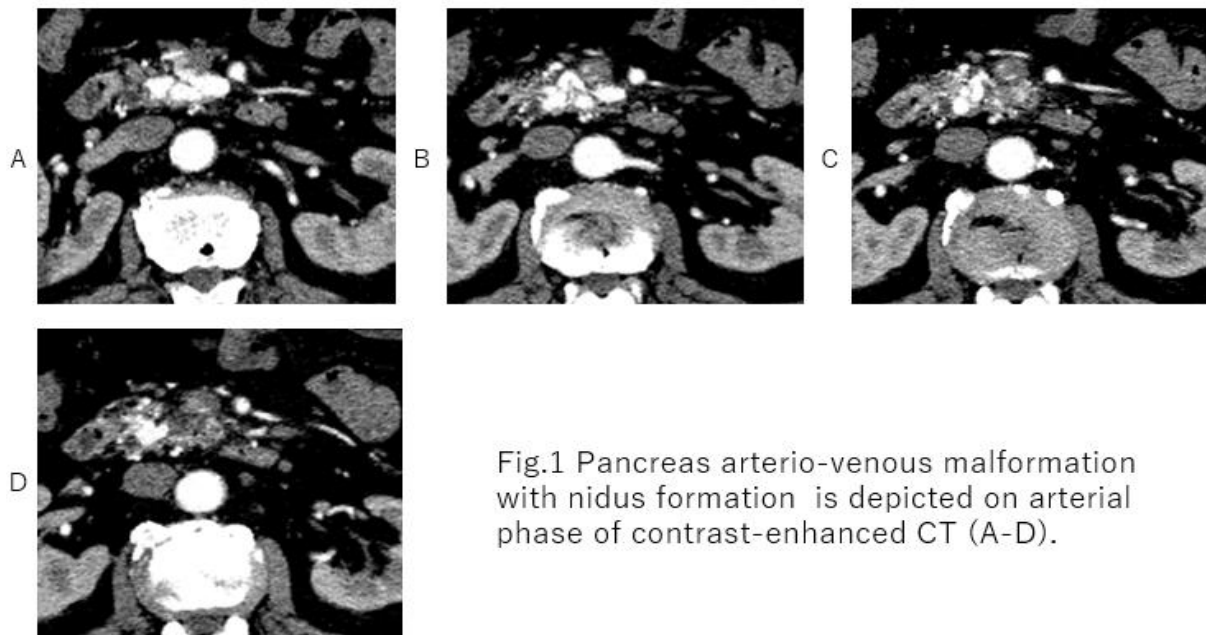 A
B
C
D
Fig.1 Pancreas arterio-venous malformation
with nidus formation is depicted on arterial
phase of contrast-enhanced CT (A-D).